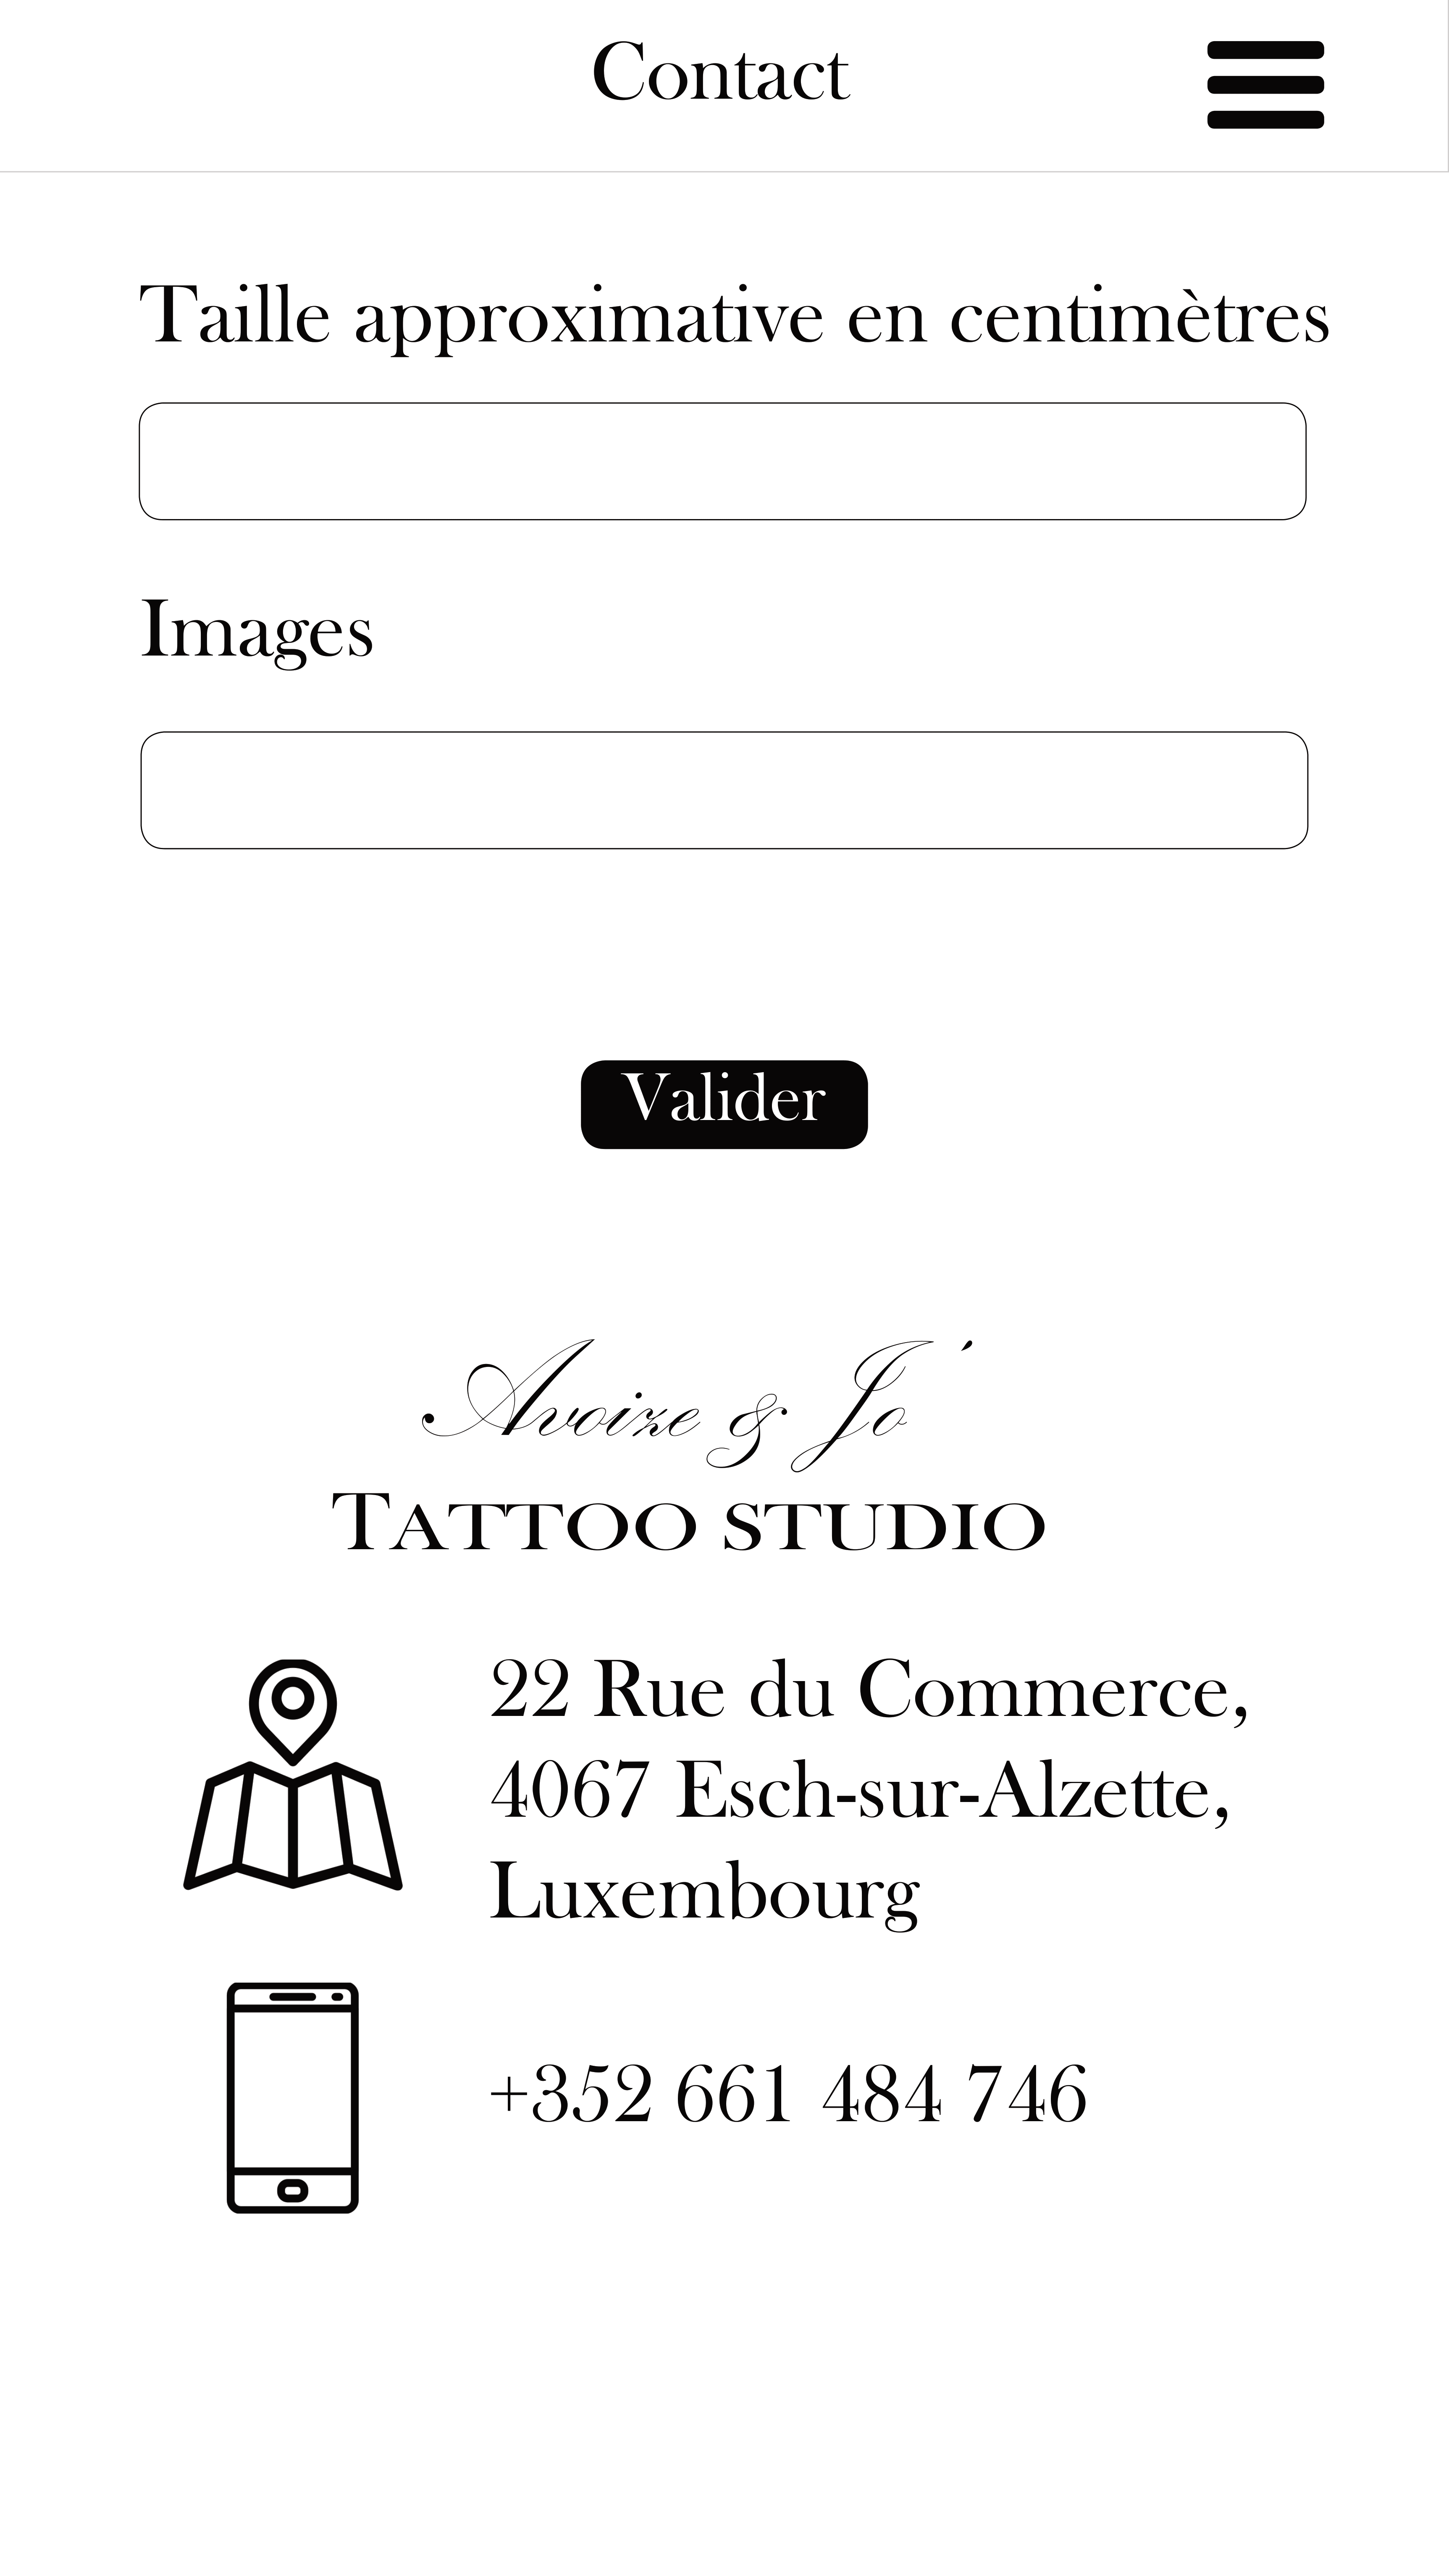 Contact
Taille approximative en centimètres
Images
Valider
Avoize & Jo'
TATTOO STUDIO
22 Rue du Commerce,
4067 Esch-sur-Alzette,
Luxembourg
+352 661 484 746